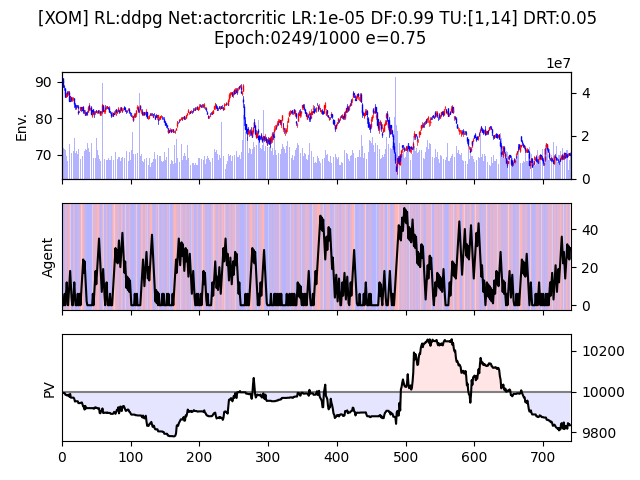 [XOM] RL:ddpg Net:actorcritic LR:1e-05 DF:0.99 TU:[1,14] DRT:0.05
Epoch:0249/1000 e=0.75
1e7
90
80
70
Env.
4
2
0
Agent
40
20
0
PV
10200
10000
9800
0 100 200 300 400 500 600 700